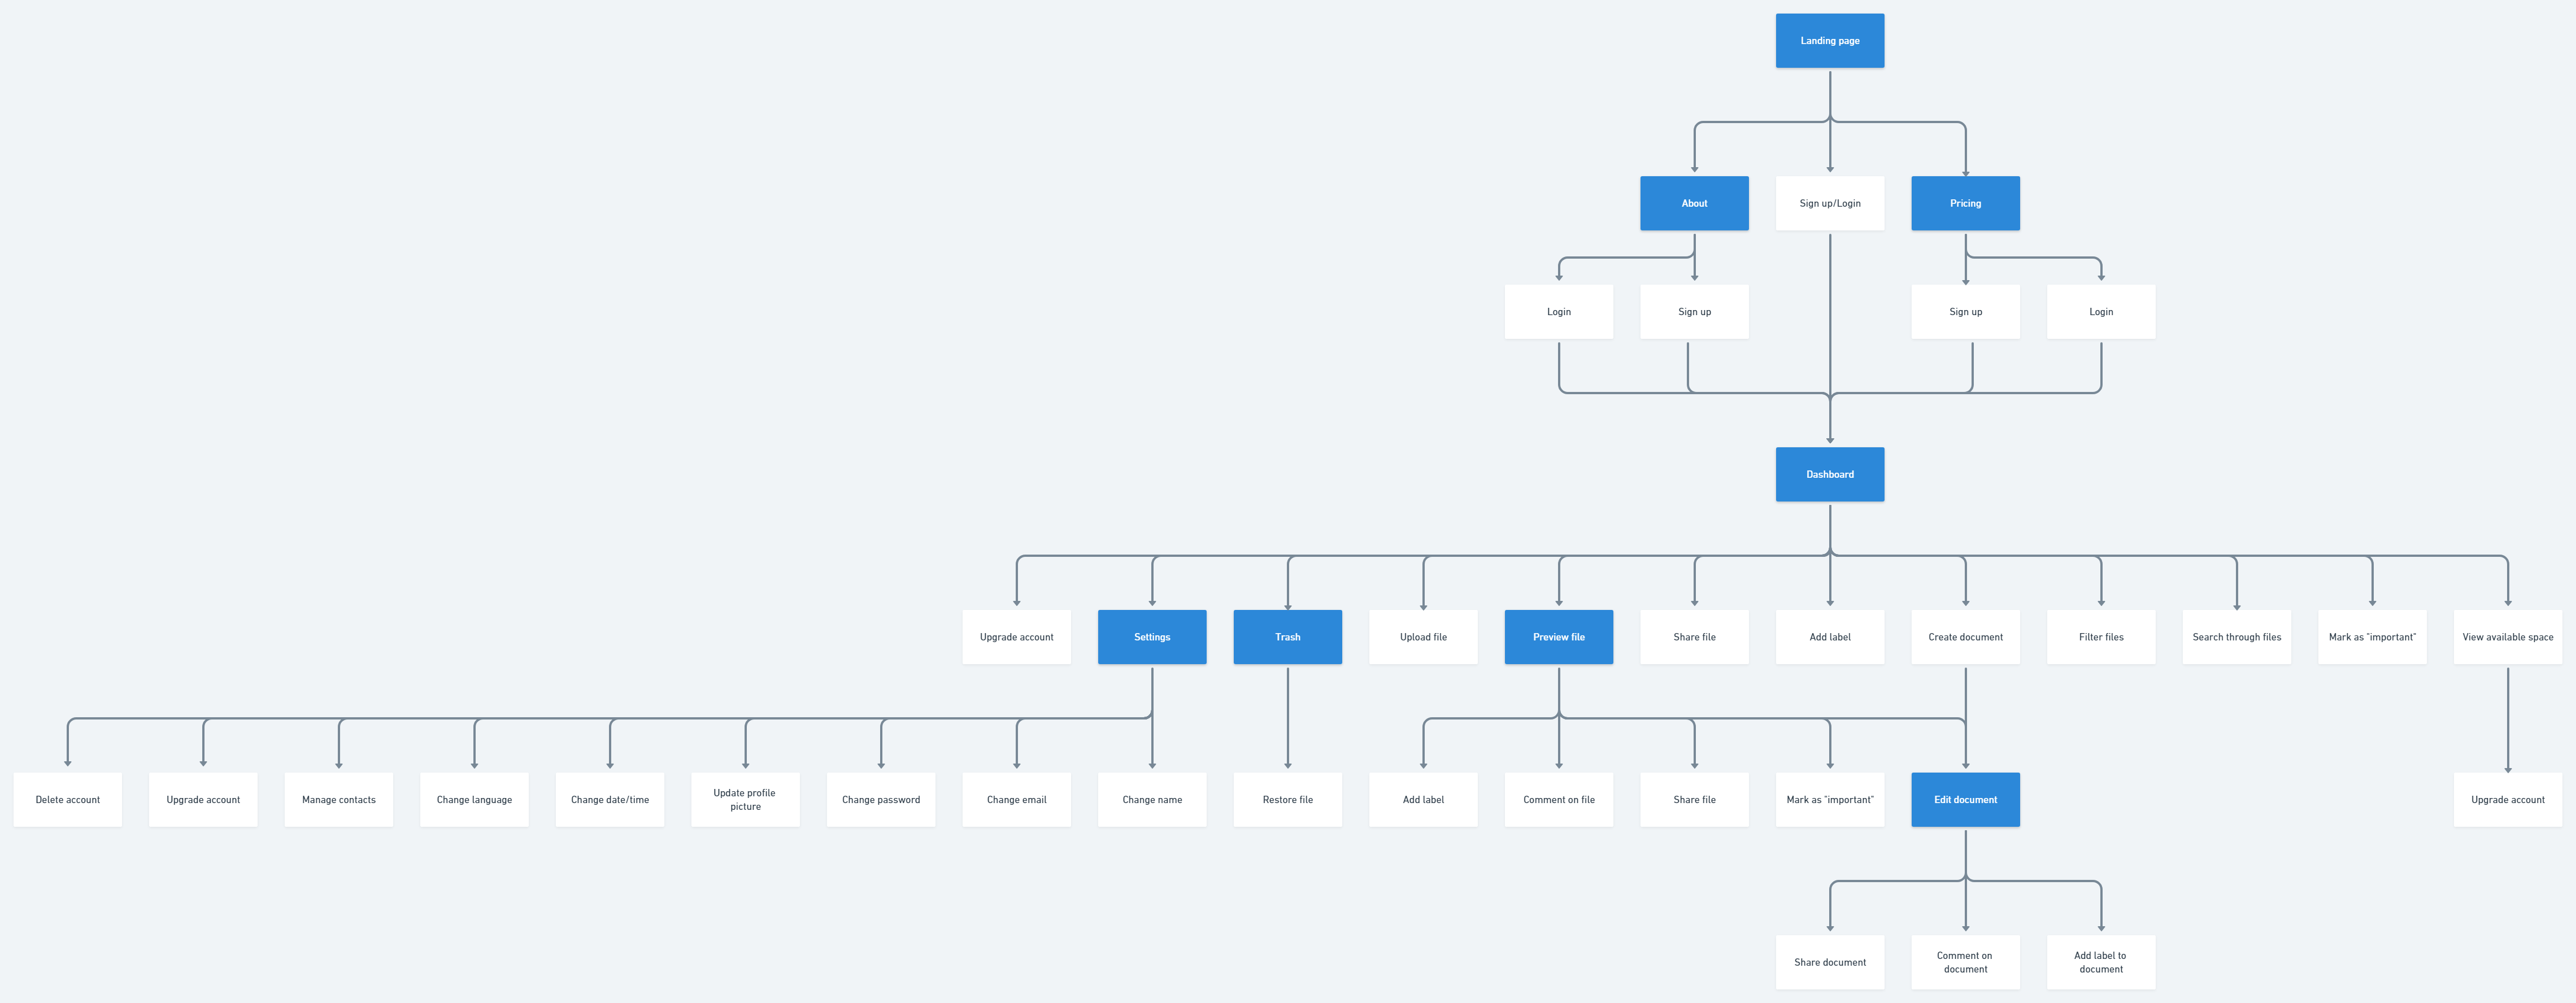 Landing page
About
Sign up/Login
Pricing
Login
Sign up
Sign up
Login
Dashboard
Upgrade account
Settings
Trash
Upload file
Preview file
Share file
Add label
Create document
Filter files
Search through files
Mark as "important"
View available space
Delete account
Upgrade account
Manage contacts
Change language
Change date/time
Update profile
picture
Change password
Change email
Change name
Restore file
Add label
Comment on file
Share file
Mark as "important"
Edit document
Upgrade account
Share document
Comment on
document
Add label to
document